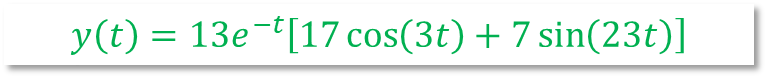 y(t) = 13e^{-t}[17 cos(3t) + 7 sin(23t)]